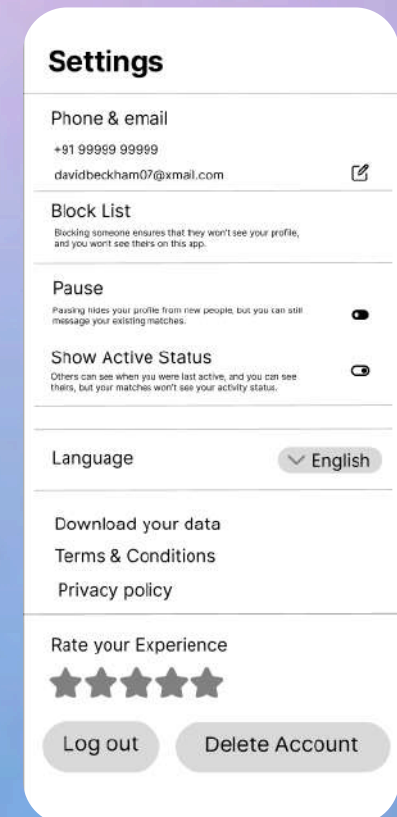 Settings
Phone & email
+91 99999 99999
davidbeckham07@xmail.com
Block List
Blocking someone ensures that they won't see your profile,
and you won't see theirs on this app.
Pause
Pausing hides your profile from new people, but you can still
message your existing matches.
Show Active Status
Others can see when you were last active, and you can see
theirs, but your matches won't see your activity status.
Language
English
Download your data
Terms & Conditions
Privacy policy
Rate your Experience
Log out
Delete Account